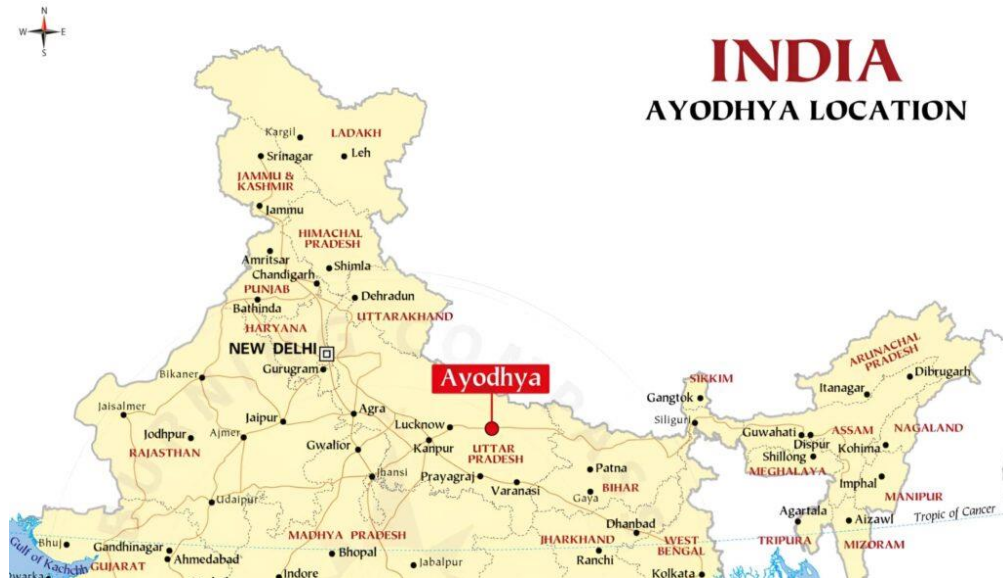 N
W
E
S
INDIA
AYODHYA LOCATION
Kargil
LADAKH
Srinagar
Leh
JAMMU &
KASHMIR
Jammu
HIMACHAL
PRADESH
Amritsar
Shimla
Chandigarh
PUNJAB
Dehradun
Bathinda
UTTARAKHAND
HARYANA
NEW DELHI
Gurugram
Ayodhya
Bikaner
Jaisalmer
Jaipur
Agra
Lucknow
Jodhpur
Ajmer
Gwalior
Kanpur
UTTAR
PRADESH
RAJASTHAN
Jhansi
Prayagraj
Varanasi
Patna
Gaya
BIHAR
Udaipur
Dhanbad
SIKKIM
Gangtok
Siliguri
ARUNACHAL
PRADESH
Dibrugarh
Itanagar
Guwahati
ASSAM
NAGALAND
Dispur
Kohima
Shillong
MEGHALAYA
Imphal
MANIPUR
Agartala
Aizawl
Tropic of Cancer
TRIPURA
MIZORAM
Bhuj
Gandhinagar
MADHYA PRADESH
JHARKHAND
WEST
BENGAL
Gulf of Kachchh
GUJARAT
Ahmedabad
Bhopal
Ranchi
Jabalpur
Indore
Kolkata